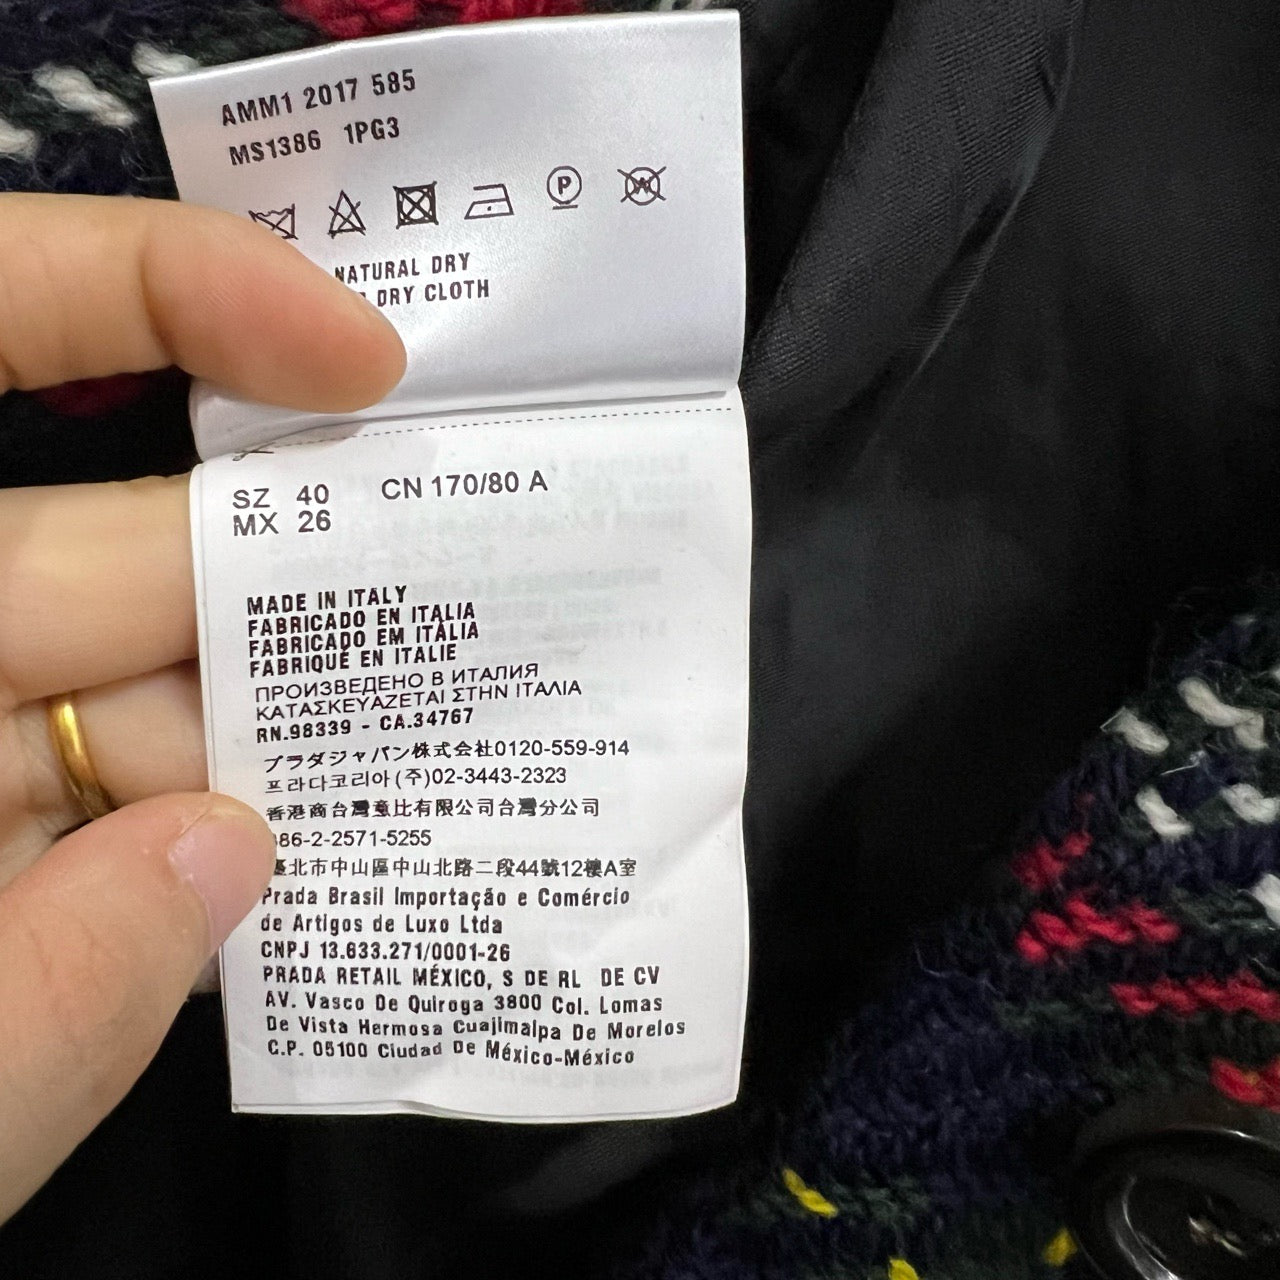 AMM1 2017 585
MS1386 1PG3
P
W
NATURAL DRY
DRY CLOTH
SZ 40 CN 170/80 A
MX 26
MADE IN ITALY
FABRICADO EN ITALIA
FABRICADO EM ITÁLIA
FABRIQUÉ EN ITALIE
ПРОИЗВЕДЕНО В ИТАЛИЯ
ΚΑΤΑΣΚΕΥΑΖΕΤΑΙ ΣΤΗΝ ΙΤΑΛΙΑ
RN.98339 - CA.34767
プラダジャパン株式会社0120-559-914
프라다코리아(주)02-3443-2323
香港商台灣意比有限公司台灣分公司
86-2-2571-5255
臺北市中山區中山北路二段44號12樓A室
Prada Brasil Importação e Comércio
de Artigos de Luxo Ltda
CNPJ 13.633.271/0001-26
PRADA RETAIL MÉXICO, S DE RL DE CV
AV. Vasco De Quiroga 3800 Col. Lomas
De Vista Hermosa Cuajimalpa De Morelos
C.P. 05100 Ciudad De México-México